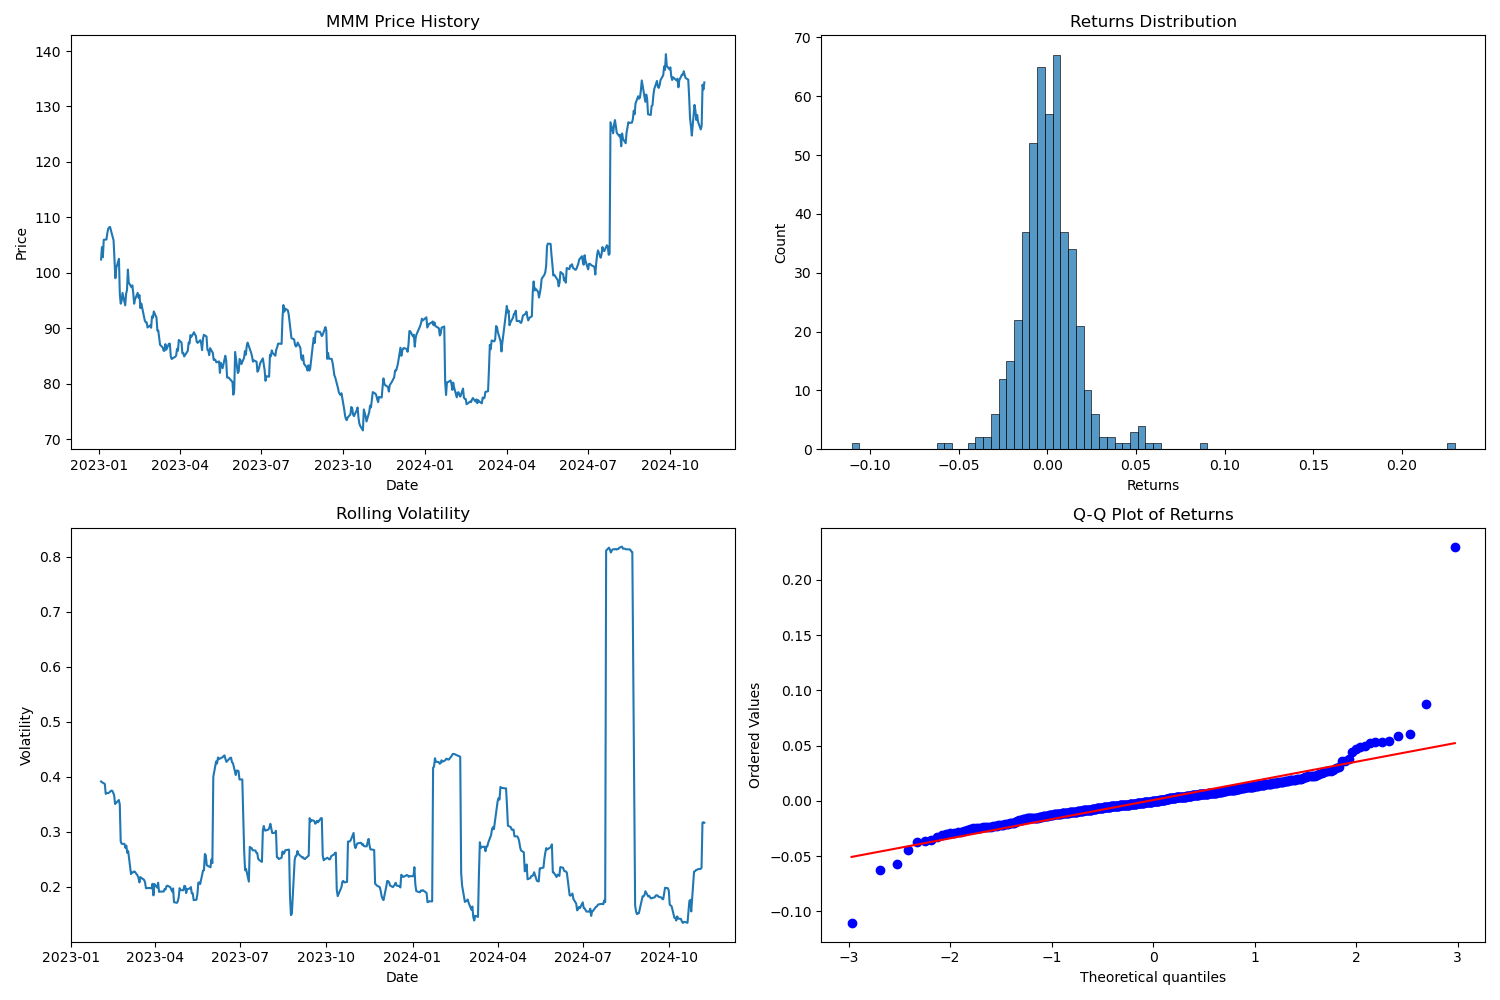 MMM Price History
140
130
120
110
100
90
80
70
Price
2023-01 2023-04 2023-07 2023-10 2024-01 2024-04 2024-07 2024-10
Date
Returns Distribution
70
60
50
40
30
20
10
0
Count
−0.10 −0.05 0.00 0.05 0.10 0.15 0.20
Returns
Rolling Volatility
0.8
0.7
0.6
0.5
0.4
0.3
0.2
Volatility
2023-01 2023-04 2023-07 2023-10 2024-01 2024-04 2024-07 2024-10
Date
Q-Q Plot of Returns
0.20
0.15
0.10
0.05
0.00
−0.05
−0.10
Ordered Values
−3 −2 −1 0 1 2 3
Theoretical quantiles